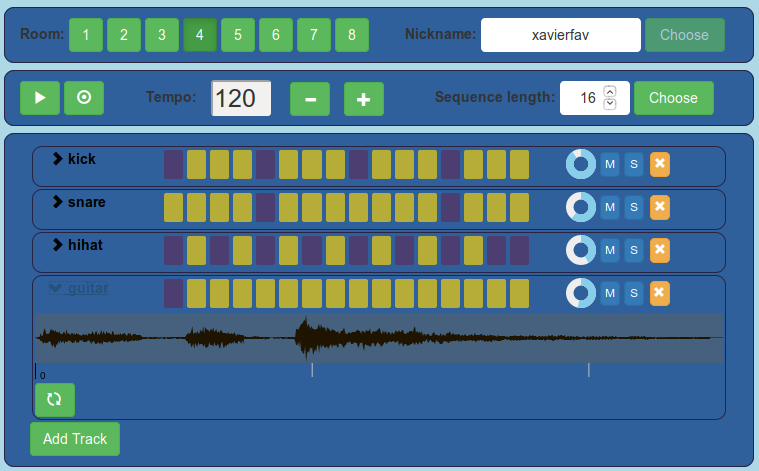 Room: 1 2 3 4 5 6 7 8 Nickname: xavierfav Choose
Tempo: 120 Sequence length: 16 Choose
kick M S
snare M S
hihat M S
guitar M S
0
Add Track